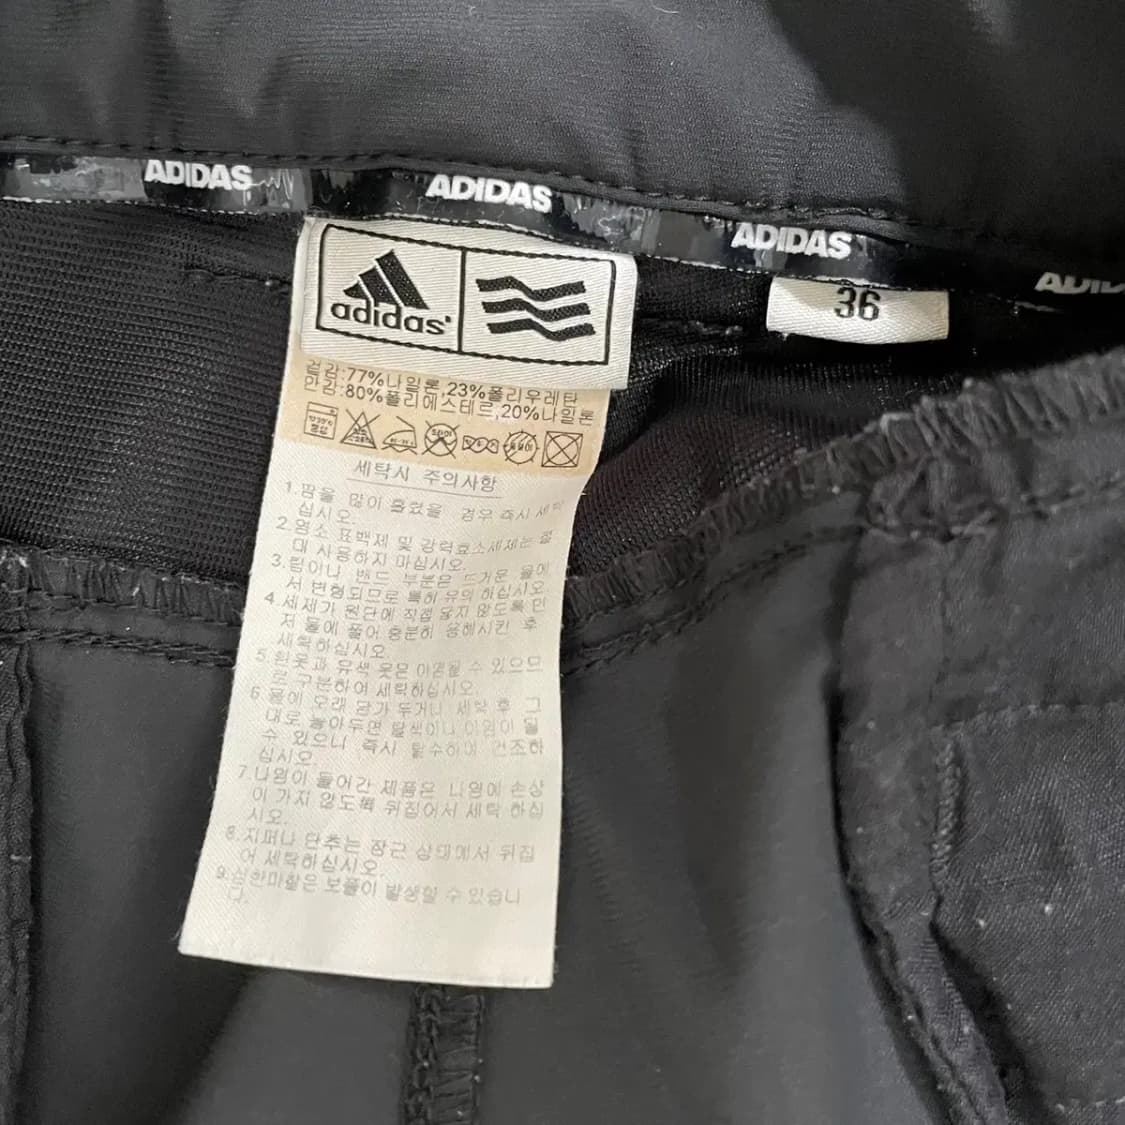 ADIDAS
ADIDAS
ADIDAS
36
adidas
겉감:77%나일론,23%폴리우레탄
안감:80%폴리에스테르,20%나일론
세탁시 주의사항
1.땀을 많이 흘렸을 경우 즉시 세탁
십시오.
2.염소 표백제 및 강력효소세제는 절
대 사용하지 마십시오.
3.림이나 밴드 부분은 뜨거운 물에
서 변형되므로 특히 유의 하십시오.
4.세제가 원단에 직접 닿지 않도록 먼
저 물에 풀어 충분히 용해시킨 후
세탁하십시오.
5.흰옷과 유색 옷은 이염될 수 있으므
로 구분하여 세탁하십시오.
6.물에 오래 담가 두거나 세탁 후 그
대로 놓아두면 탈색이나 이염이 될
수 있으니 즉시 탈수하여 건조하
십시오.
7.나염이 들어간 제품은 나염에 손상
이 가지 않도록 뒤집어서 세탁 하십
시오.
8.지퍼나 단추는 잠근 상태에서 뒤집
어 세탁하십시오.
9.심한마찰은 보풀이 발생할 수 있습니
다.